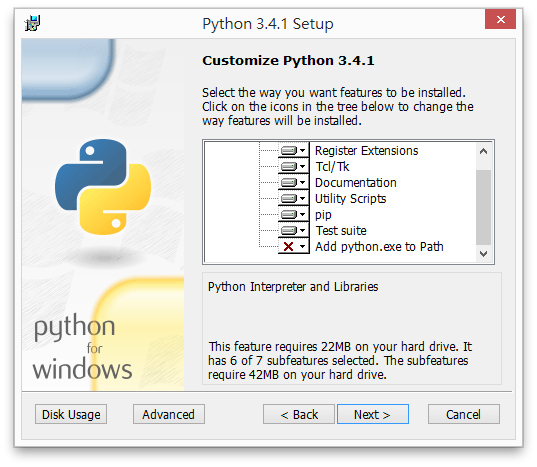 Python 3.4.1 Setup
Customize Python 3.4.1
Select the way you want features to be installed.
Click on the icons in the tree below to change the
way features will be installed.
Register Extensions
Tcl/Tk
Documentation
Utility Scripts
pip
Test suite
Add python.exe to Path
Python Interpreter and Libraries
This feature requires 22MB on your hard drive. It
has 6 of 7 subfeatures selected. The subfeatures
require 42MB on your hard drive.
python
for
windows
Disk Usage
Advanced
< Back
Next >
Cancel